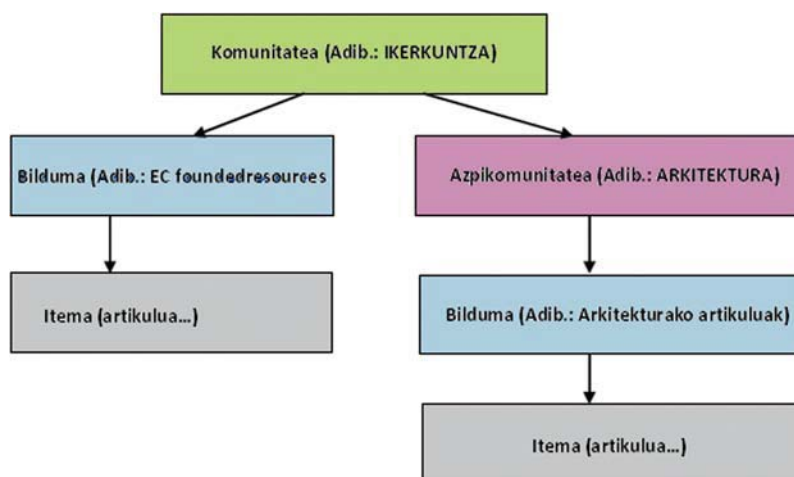 Komunitatea (Adib.: IKERKUNTZA)
Bilduma (Adib.: EC foundedresources
Azpikomunitatea (Adib.: ARKITEKTURA)
Itema (artikulua...)
Bilduma (Adib.: Arkitekturako artikuluak)
Itema (artikulua...)